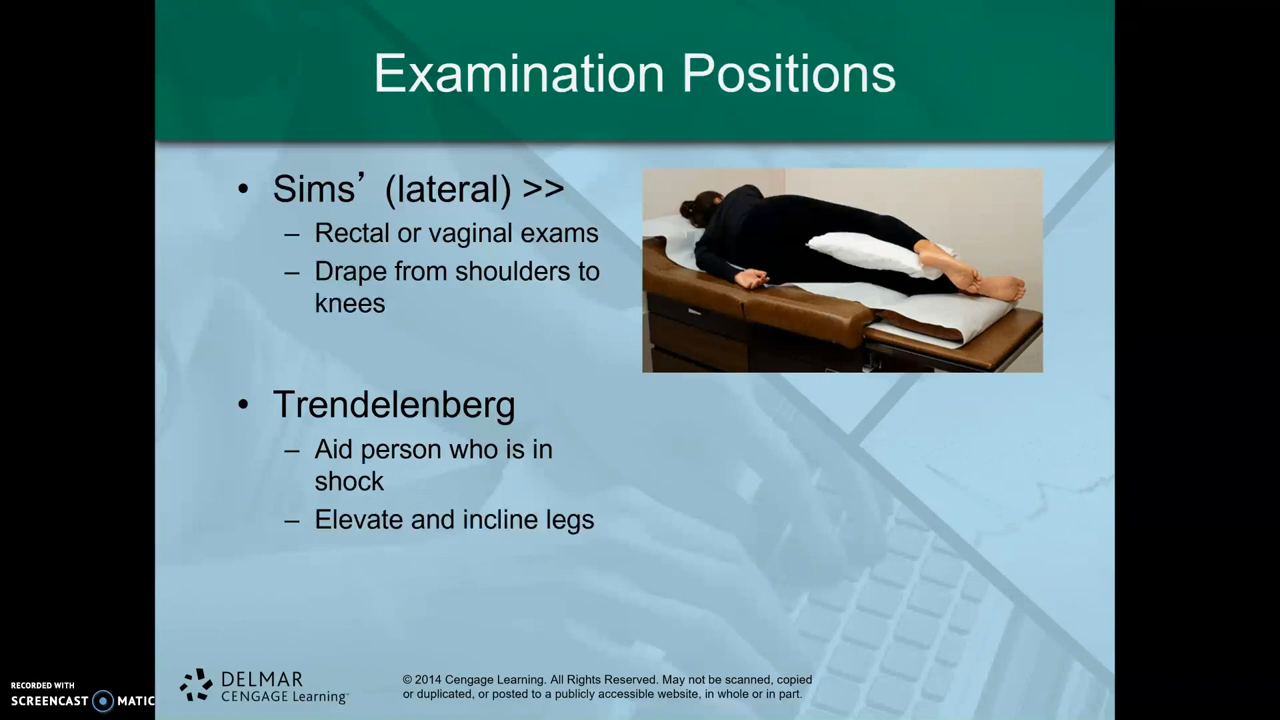 Examination Positions
• Sims’ (lateral) >>
– Rectal or vaginal exams
– Drape from shoulders to
knees
• Trendelenberg
– Aid person who is in
shock
– Elevate and incline legs
RECORDED WITH
SCREENCAST MATIC
DELMAR
CENGAGE Learning
© 2014 Cengage Learning. All Rights Reserved. May not be scanned, copied
or duplicated, or posted to a publicly accessible website, in whole or in part.